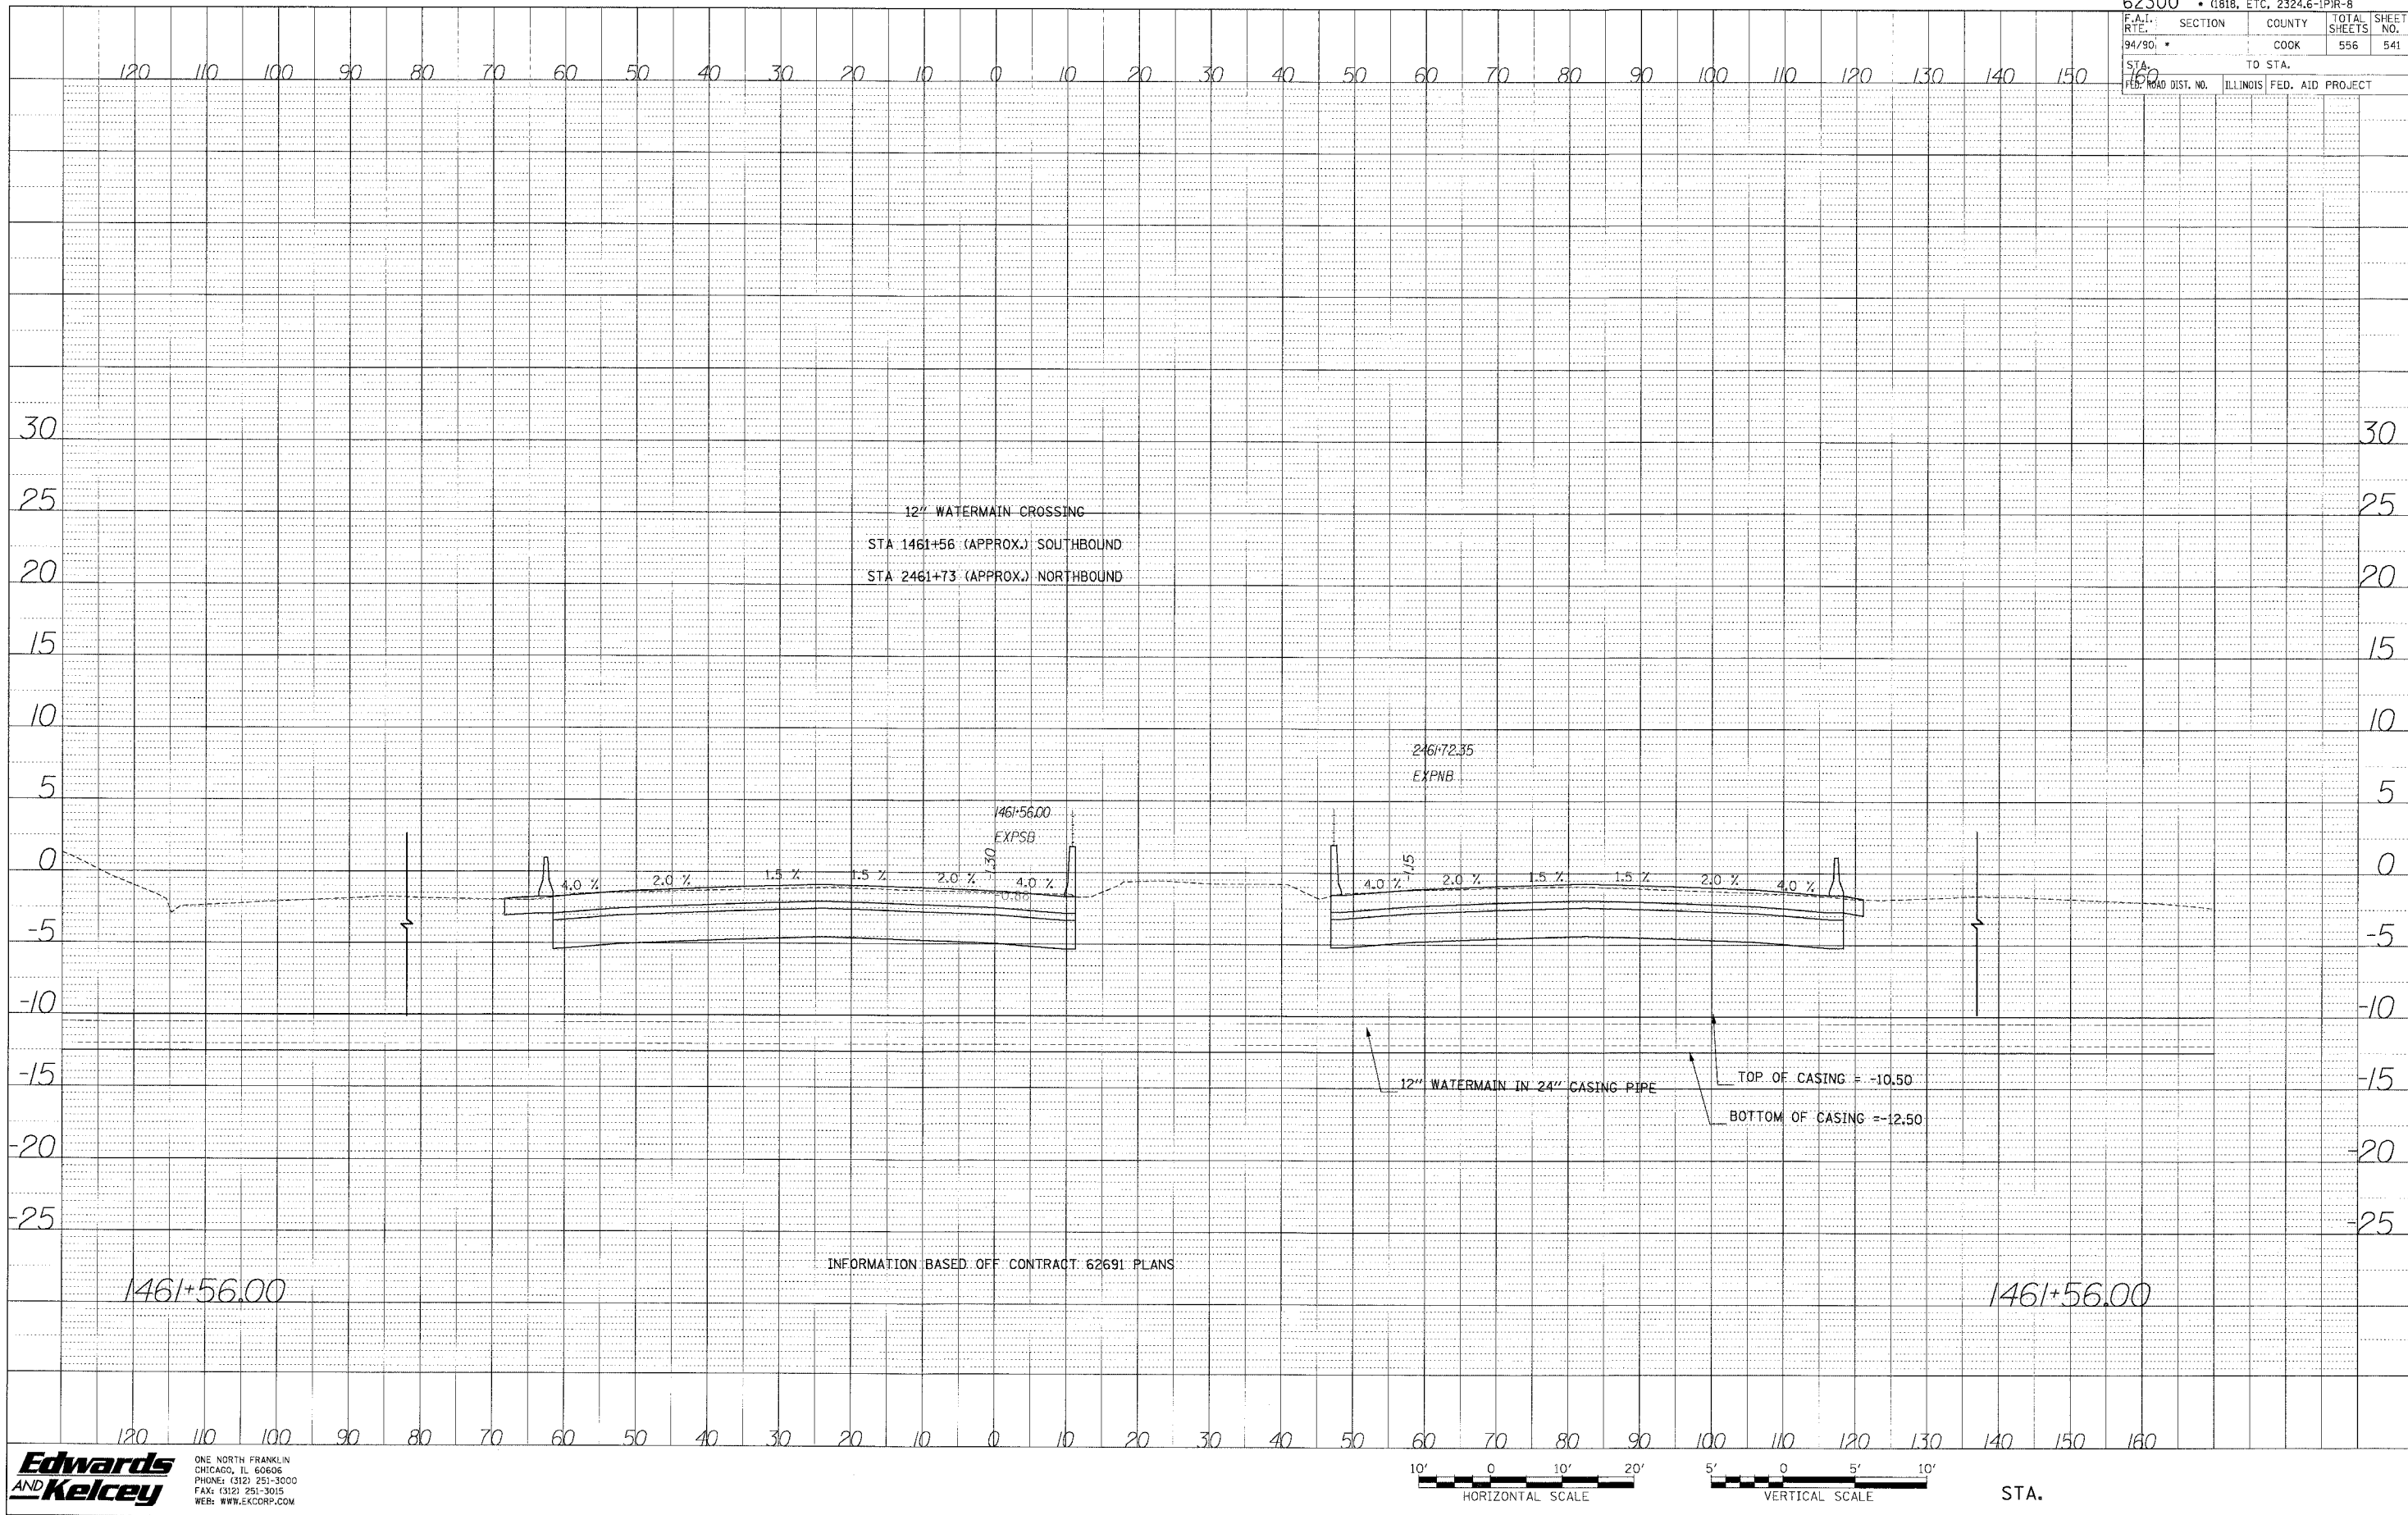 62300 • (1818, ETC, 2324.6-1P)R-8
F.A.I. RTE. SECTION COUNTY TOTAL SHEETS SHEET NO.
94/90 * COOK 556 541
STA. TO STA.
FED. ROAD DIST. NO. ILLINOIS FED. AID PROJECT
120 110 100 90 80 70 60 50 40 30 20 10 0 10 20 30 40 50 60 70 80 90 100 110 120 130 140 150 160
30 30
25 25
12" WATERMAIN CROSSING
STA 1461+56 (APPROX.) SOUTHBOUND
20 20
STA 2461+73 (APPROX.) NORTHBOUND
15 15
10 10
2461+72.35
EXPNB
5 5
1461+56.00
EXPSB
0 0
-1.30 -1.15
4.0 % 2.0 % 1.5 % 1.5 % 2.0 % 4.0 % 4.0 % 2.0 % 1.5 % 1.5 % 2.0 % 4.0 %
-5 -5
-10 -10
-15 -15
12" WATERMAIN IN 24" CASING PIPE
TOP OF CASING = -10.50
BOTTOM OF CASING =-12.50
-20 -20
-25 -25
INFORMATION BASED OFF CONTRACT 62691 PLANS
1461+56.00 1461+56.00
120 110 100 90 80 70 60 50 40 30 20 10 0 10 20 30 40 50 60 70 80 90 100 110 120 130 140 150 160
Edwards AND Kelcey
ONE NORTH FRANKLIN
CHICAGO, IL 60606
PHONE: (312) 251-3000
FAX: (312) 251-3015
WEB: WWW.EKCORP.COM
10' 0 10' 20'
HORIZONTAL SCALE
5' 0 5' 10'
VERTICAL SCALE
STA.